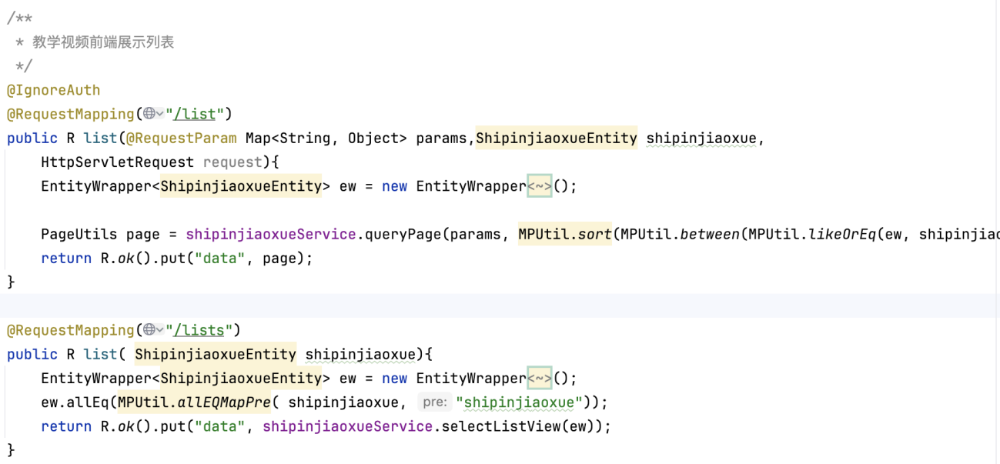 /**
 * 教学视频前端展示列表
 */
@IgnoreAuth
@RequestMapping("/list")
public R list(@RequestParam Map<String, Object> params,ShipinjiaoxueEntity shipinjiaoxue,
    HttpServletRequest request){
    EntityWrapper<ShipinjiaoxueEntity> ew = new EntityWrapper<~>();
    PageUtils page = shipinjiaoxueService.queryPage(params, MPUtil.sort(MPUtil.between(MPUtil.likeOrEq(ew, shipinjiao
    return R.ok().put("data", page);
}
@RequestMapping("/lists")
public R list( ShipinjiaoxueEntity shipinjiaoxue){
    EntityWrapper<ShipinjiaoxueEntity> ew = new EntityWrapper<~>();
    ew.allEq(MPUtil.allEQMapPre( shipinjiaoxue, pre: "shipinjiaoxue"));
    return R.ok().put("data", shipinjiaoxueService.selectListView(ew));
}